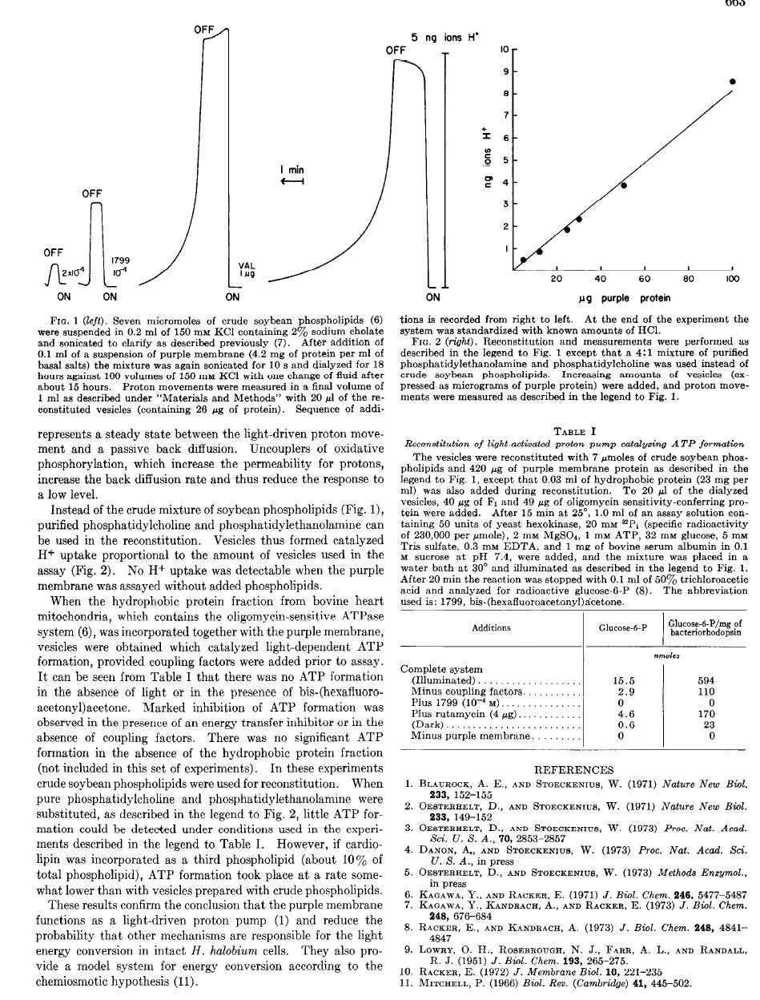 663
OFF
5 ng ions H⁺
OFF
1 min
OFF
OFF
2x10⁻⁴
1799
10⁻⁴
VAL
1 μg
ON
ON
ON
ON
10
9
8
7
6
5
4
3
2
1
ng ions H⁺
20 40 60 80 100
μg purple protein
FIG. 1 (left). Seven micromoles of crude soybean phospholipids (6)
were suspended in 0.2 ml of 150 mM KCl containing 2% sodium cholate
and sonicated to clarify as described previously (7). After addition of
0.1 ml of a suspension of purple membrane (4.2 mg of protein per ml of
basal salts) the mixture was again sonicated for 10 s and dialyzed for 18
hours against 100 volumes of 150 mM KCl with one change of fluid after
about 15 hours. Proton movements were measured in a final volume of
1 ml as described under "Materials and Methods" with 20 μl of the re-
constituted vesicles (containing 26 μg of protein). Sequence of addi-
tions is recorded from right to left. At the end of the experiment the
system was standardized with known amounts of HCl.
FIG. 2 (right). Reconstitution and measurements were performed as
described in the legend to Fig. 1 except that a 4:1 mixture of purified
phosphatidylethanolamine and phosphatidylcholine was used instead of
crude soybean phospholipids. Increasing amounts of vesicles (ex-
pressed as micrograms of purple protein) were added, and proton move-
ments were measured as described in the legend to Fig. 1.
represents a steady state between the light-driven proton move-
ment and a passive back diffusion. Uncouplers of oxidative
phosphorylation, which increase the permeability for protons,
increase the back diffusion rate and thus reduce the response to
a low level.
Instead of the crude mixture of soybean phospholipids (Fig. 1),
purified phosphatidylcholine and phosphatidylethanolamine can
be used in the reconstitution. Vesicles thus formed catalyzed
H+ uptake proportional to the amount of vesicles used in the
assay (Fig. 2). No H+ uptake was detectable when the purple
membrane was assayed without added phospholipids.
When the hydrophobic protein fraction from bovine heart
mitochondria, which contains the oligomycin-sensitive ATPase
system (6), was incorporated together with the purple membrane,
vesicles were obtained which catalyzed light-dependent ATP
formation, provided coupling factors were added prior to assay.
It can be seen from Table I that there was no ATP formation
in the absence of light or in the presence of bis-(hexafluoro-
acetonyl)acetone. Marked inhibition of ATP formation was
observed in the presence of an energy transfer inhibitor or in the
absence of coupling factors. There was no significant ATP
formation in the absence of the hydrophobic protein fraction
(not included in this set of experiments). In these experiments
crude soybean phospholipids were used for reconstitution. When
pure phosphatidylcholine and phosphatidylethanolamine were
substituted, as described in the legend to Fig. 2, little ATP for-
mation could be detected under conditions used in the experi-
ments described in the legend to Table I. However, if cardio-
lipin was incorporated as a third phospholipid (about 10% of
total phospholipid), ATP formation took place at a rate some-
what lower than with vesicles prepared with crude phospholipids.
These results confirm the conclusion that the purple membrane
functions as a light-driven proton pump (1) and reduce the
probability that other mechanisms are responsible for the light
energy conversion in intact H. halobium cells. They also pro-
vide a model system for energy conversion according to the
chemiosmotic hypothesis (11).
TABLE I
Reconstitution of light-activated proton pump catalyzing ATP formation
The vesicles were reconstituted with 7 μmoles of crude soybean phos-
pholipids and 420 μg of purple membrane protein as described in the
legend to Fig. 1, except that 0.03 ml of hydrophobic protein (23 mg per
ml) was also added during reconstitution. To 20 μl of the dialyzed
vesicles, 40 μg of F₁ and 49 μg of oligomycin sensitivity-conferring pro-
tein were added. After 15 min at 25°, 1.0 ml of an assay solution con-
taining 50 units of yeast hexokinase, 20 mM ³²Pᵢ (specific radioactivity
of 230,000 per μmole), 2 mM MgSO₄, 1 mM ATP, 32 mM glucose, 5 mM
Tris sulfate, 0.3 mM EDTA, and 1 mg of bovine serum albumin in 0.1
M sucrose at pH 7.4, were added, and the mixture was placed in a
water bath at 30° and illuminated as described in the legend to Fig. 1.
After 20 min the reaction was stopped with 0.1 ml of 50% trichloroacetic
acid and analyzed for radioactive glucose-6-P (8). The abbreviation
used is: 1799, bis-(hexafluoroacetonyl)acetone.
Additions Glucose-6-P Glucose-6-P/mg of
bacteriorhodopsin
nmoles
Complete system
(Illuminated) . . . . . . . . . . . . . . . . . . 15.5 594
Minus coupling factors. . . . . . . . . . 2.9 110
Plus 1799 (10⁻⁴ M) . . . . . . . . . . . . . . 0 0
Plus rutamycin (4 μg) . . . . . . . . . . . . 4.6 170
(Dark) . . . . . . . . . . . . . . . . . . . . . . . . 0.6 23
Minus purple membrane . . . . . . . . . 0 0
REFERENCES
1. BLAUROCK, A. E., AND STOECKENIUS, W. (1971) Nature New Biol.
233, 152-155
2. OESTERHELT, D., AND STOECKENIUS, W. (1971) Nature New Biol.
233, 149-152
3. OESTERHELT, D., AND STOECKENIUS, W. (1973) Proc. Nat. Acad.
Sci. U. S. A., 70, 2853-2857
4. DANON, A., AND STOECKENIUS, W. (1973) Proc. Nat. Acad. Sci.
U. S. A., in press
5. OESTERHELT, D., AND STOECKENIUS, W. (1973) Methods Enzymol.,
in press
6. KAGAWA, Y., AND RACKER, E. (1971) J. Biol. Chem. 246, 5477-5487
7. KAGAWA, Y., KANDRACH, A., AND RACKER, E. (1973) J. Biol. Chem.
248, 676-684
8. RACKER, E., AND KANDRACH, A. (1973) J. Biol. Chem. 248, 4841-
4847
9. LOWRY, O. H., ROSEBROUGH, N. J., FARR, A. L., AND RANDALL,
R. J. (1951) J. Biol. Chem. 193, 265-275.
10. RACKER, E. (1972) J. Membrane Biol. 10, 221-235
11. MITCHELL, P. (1966) Biol. Rev. (Cambridge) 41, 445-502.